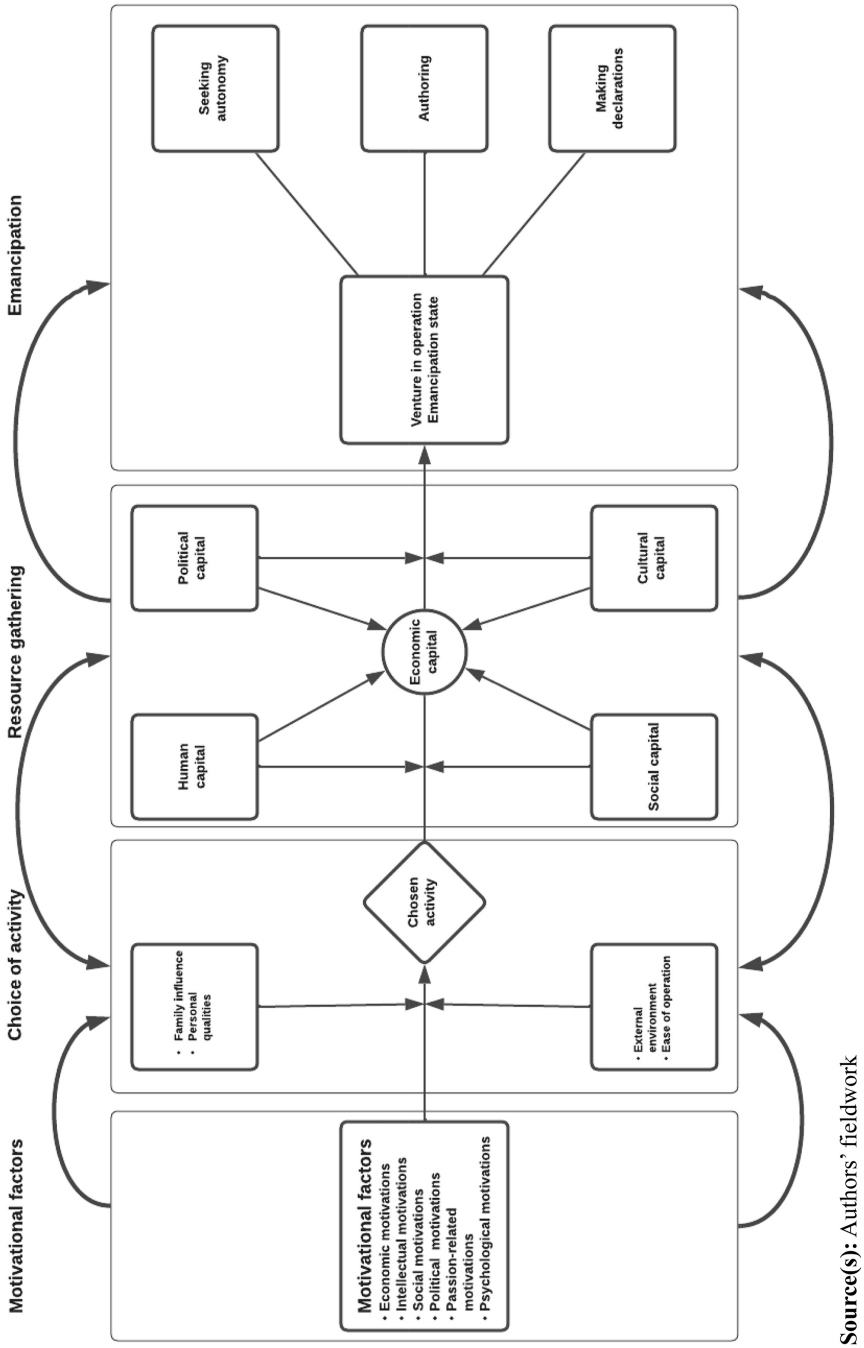 Motivational factors
Choice of activity
Resource gathering
Emancipation
Motivational factors
• Economic motivations
• Intellectual motivations
• Social motivations
• Political motivations
• Passion-related
motivations
• Psychological motivations
• Family influence
• Personal
qualities
• External
environment
• Ease of operation
Chosen
activity
Human
capital
Political
capital
Economic
capital
Social capital
Cultural
capital
Venture in operation
Emancipation state
Seeking
autonomy
Authoring
Making
declarations
Source(s): Authors’ fieldwork